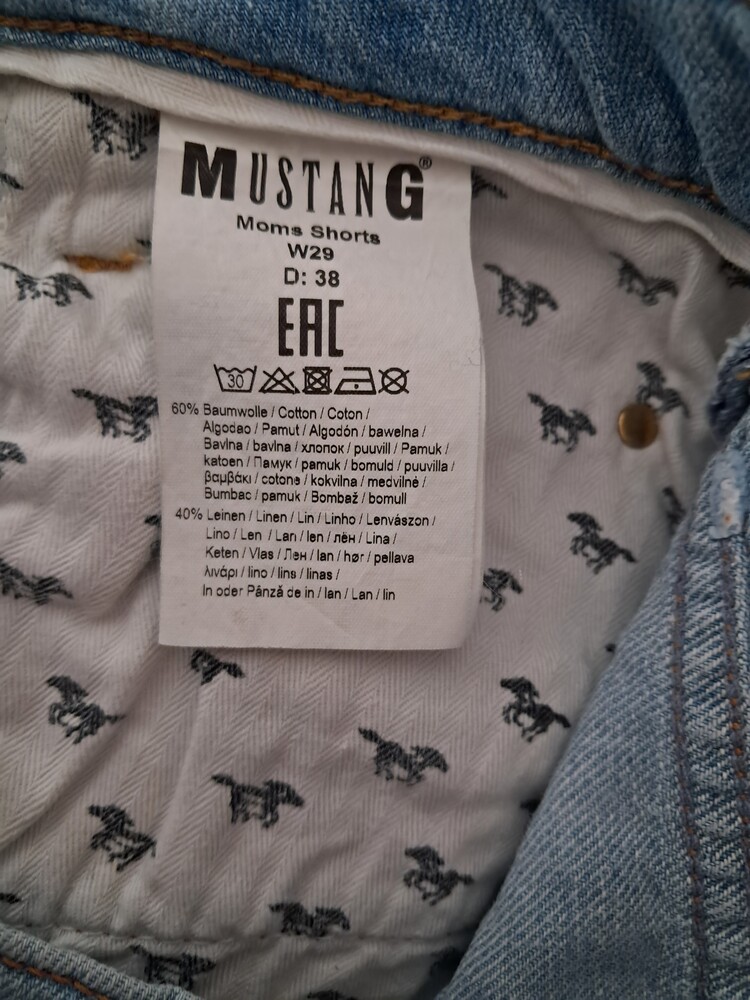 MUSTANG®
Moms Shorts
W29
D: 38
EAC
30
60% Baumwolle / Cotton / Coton /
Algodao / Pamut / Algodón / bawełna /
Bavlna / bavlna / хлопок / puuvill / Pamuk /
katoen / Памук / pamuk / bomuld / puuvilla /
βαμβάκι / cotone / kokvilna / medvilnė /
Bumbac / pamuk / Bombaž / bomull
40% Leinen / Linen / Lin / Linho / Lenvászon /
Lino / Len / Lan / len / лён / Lina /
Keten / Vlas / Лен / lan / hør / pellava
λινάρι / lino / lins / linas /
In oder Pânză de in / lan / Lan / lin